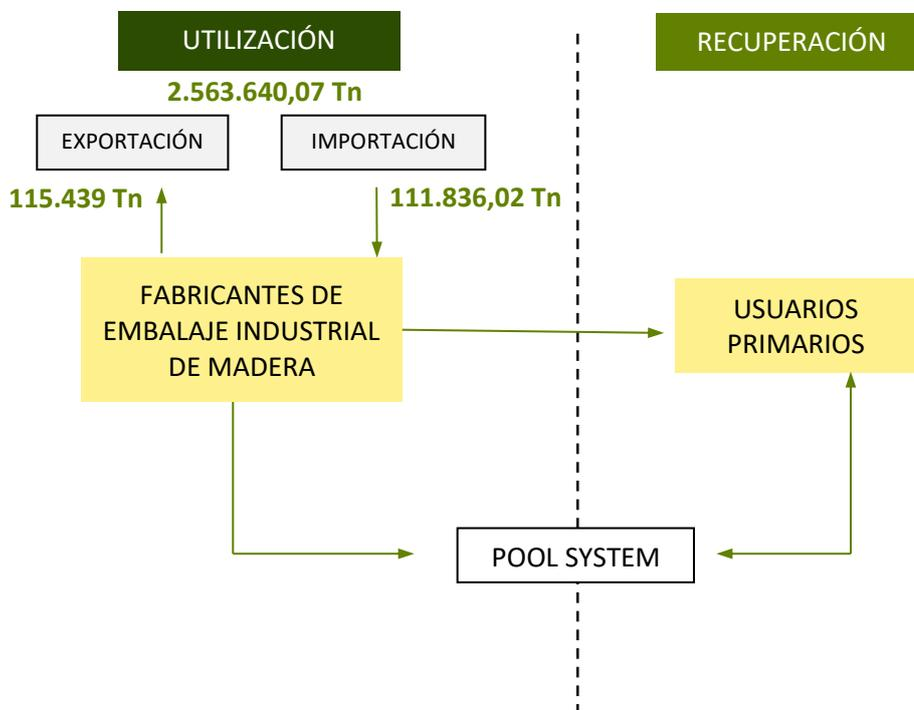 UTILIZACIÓN
RECUPERACIÓN
2.563.640,07 Tn
EXPORTACIÓN
IMPORTACIÓN
115.439 Tn
111.836,02 Tn
FABRICANTES DE
EMBALAJE INDUSTRIAL
DE MADERA
USUARIOS
PRIMARIOS
POOL SYSTEM